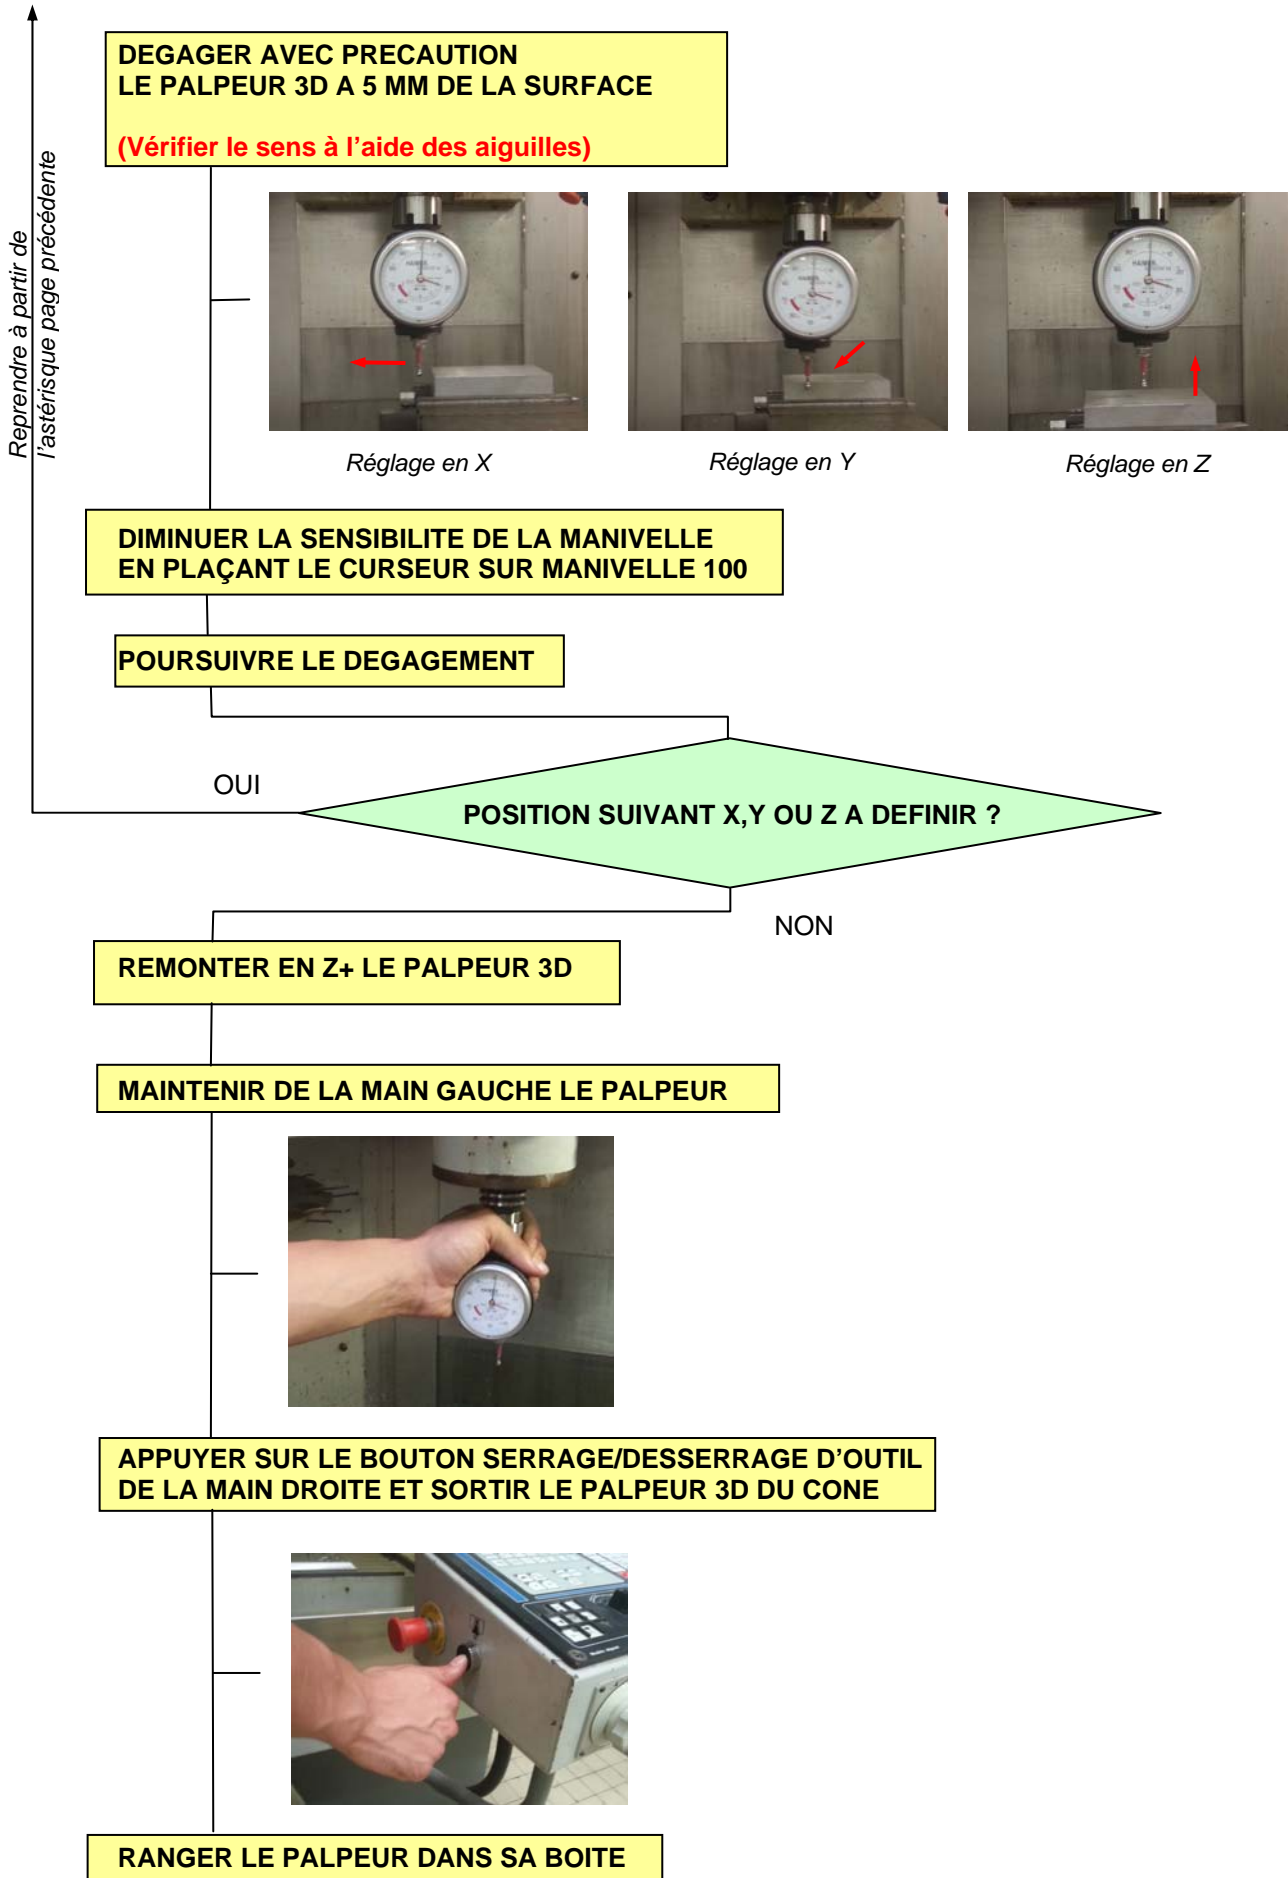 DEGAGER AVEC PRECAUTION
LE PALPEUR 3D A 5 MM DE LA SURFACE
(Vérifier le sens à l’aide des aiguilles)
Reprendre à partir de
l’astérisque page précédente
Réglage en X
Réglage en Y
Réglage en Z
DIMINUER LA SENSIBILITE DE LA MANIVELLE
EN PLAÇANT LE CURSEUR SUR MANIVELLE 100
POURSUIVRE LE DEGAGEMENT
OUI
POSITION SUIVANT X,Y OU Z A DEFINIR ?
NON
REMONTER EN Z+ LE PALPEUR 3D
MAINTENIR DE LA MAIN GAUCHE LE PALPEUR
APPUYER SUR LE BOUTON SERRAGE/DESSERRAGE D’OUTIL
DE LA MAIN DROITE ET SORTIR LE PALPEUR 3D DU CONE
RANGER LE PALPEUR DANS SA BOITE